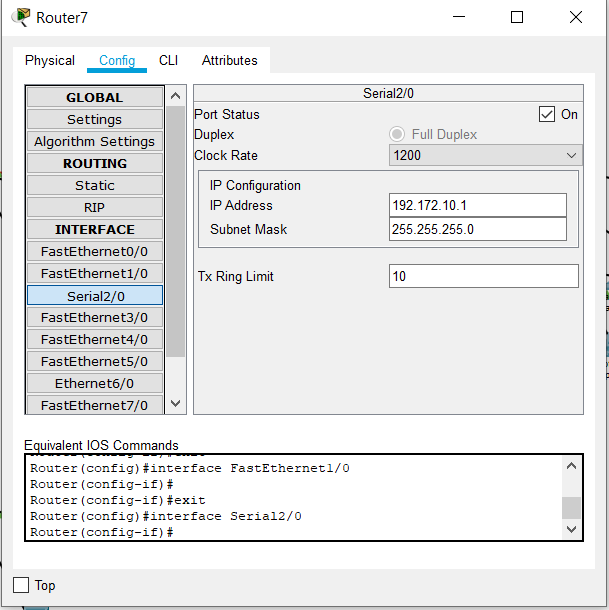 Router7
Physical Config CLI Attributes
GLOBAL
Settings
Algorithm Settings
ROUTING
Static
RIP
INTERFACE
FastEthernet0/0
FastEthernet1/0
Serial2/0
FastEthernet3/0
FastEthernet4/0
FastEthernet5/0
Ethernet6/0
FastEthernet7/0
Serial2/0
Port Status On
Duplex Full Duplex
Clock Rate 1200
IP Configuration
IP Address 192.172.10.1
Subnet Mask 255.255.255.0
Tx Ring Limit 10
Equivalent IOS Commands
Router(config)#interface FastEthernet1/0
Router(config-if)#
Router(config-if)#exit
Router(config)#interface Serial2/0
Router(config-if)#
Top